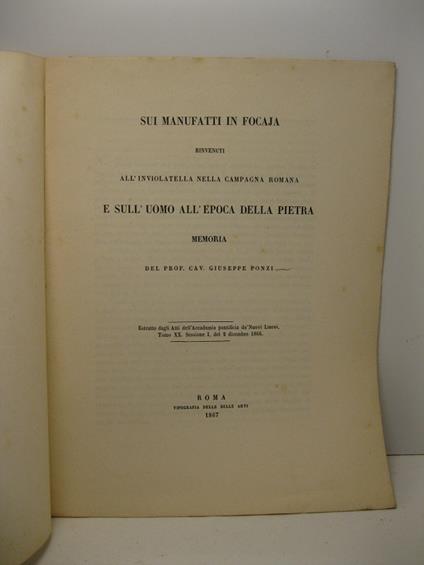 SUI MANUFATTI IN FOCAJA
RINVENUTI
ALL'INVIOLATELLA NELLA CAMPAGNA ROMANA
E SULL'UOMO ALL'EPOCA DELLA PIETRA
MEMORIA
DEL PROF. CAV. GIUSEPPE PONZI
Estratto dagli Atti dell'Accademia pontificia de'Nuovi Lincei,
Tomo XX. Sessione I. del 2 dicembre 1866.
ROMA
TIPOGRAFIA DELLE BELLE ARTI
1867